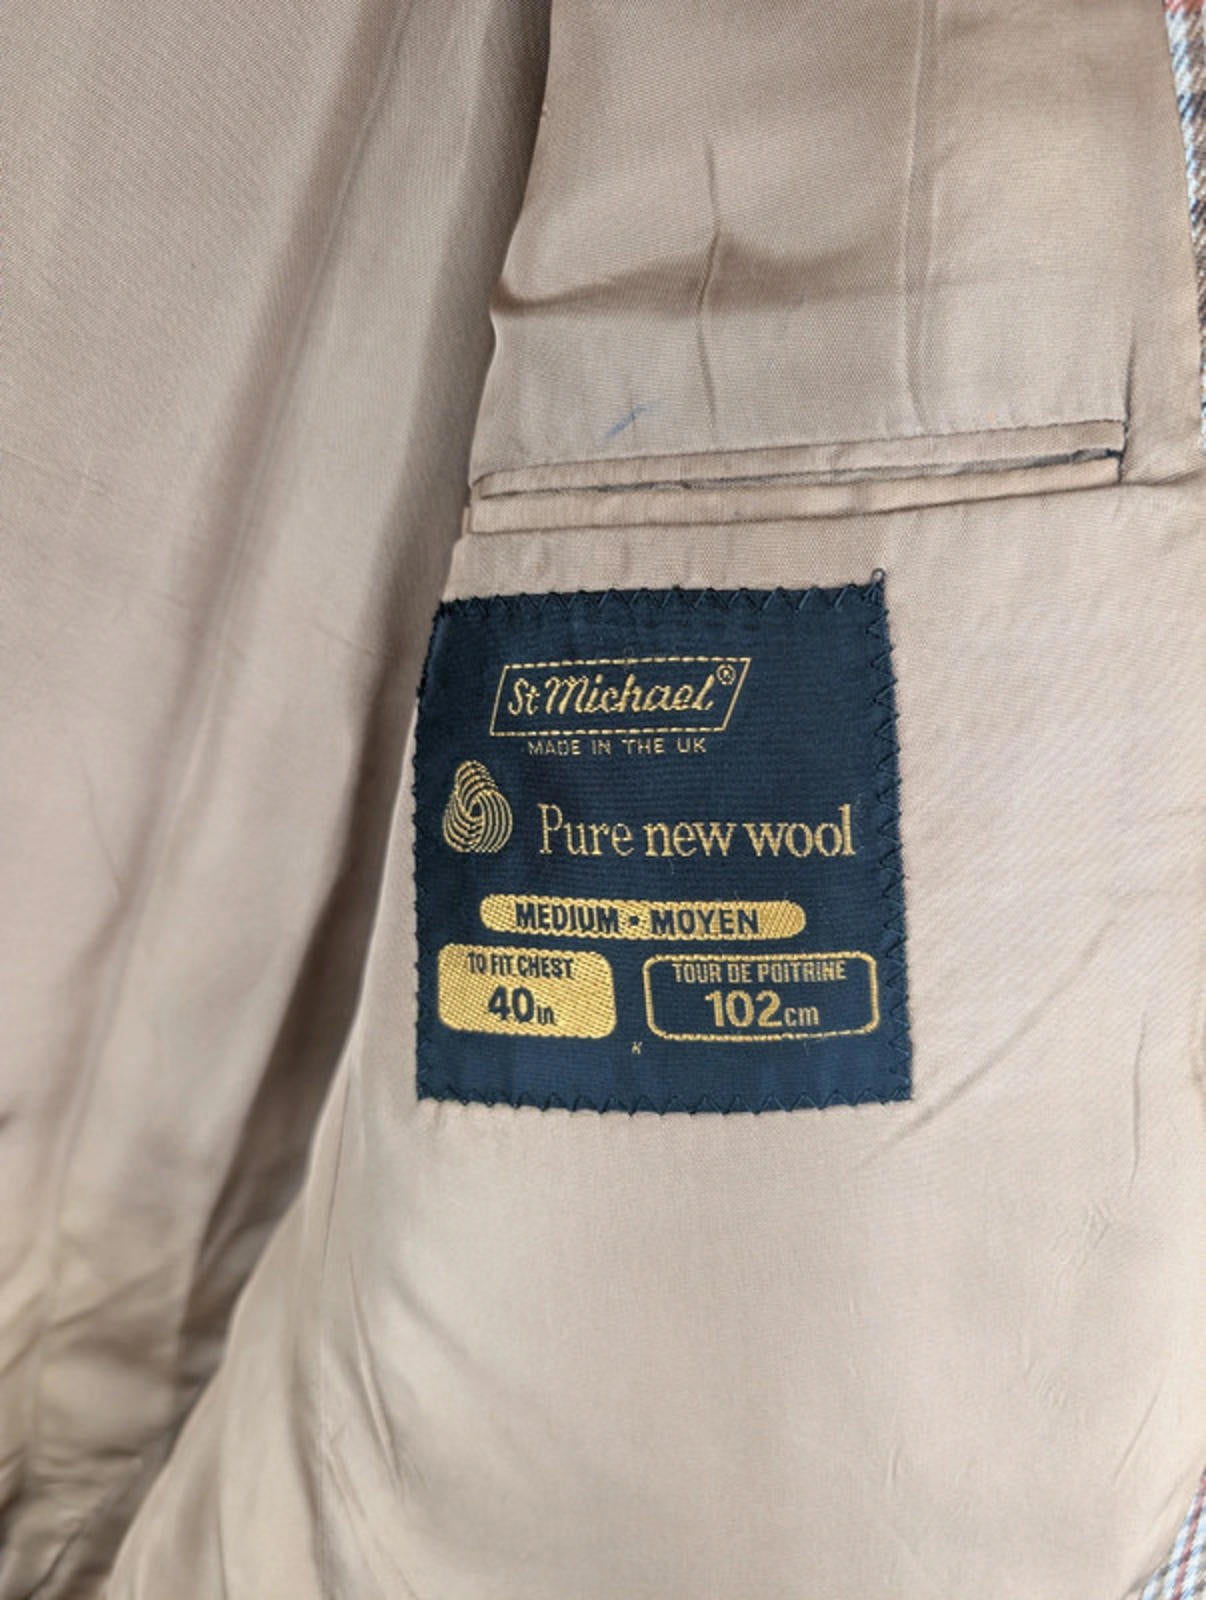 St Michael®
MADE IN THE UK
Pure new wool
MEDIUM • MOYEN
TO FIT CHEST
40in
TOUR DE POITRINE
102cm
K